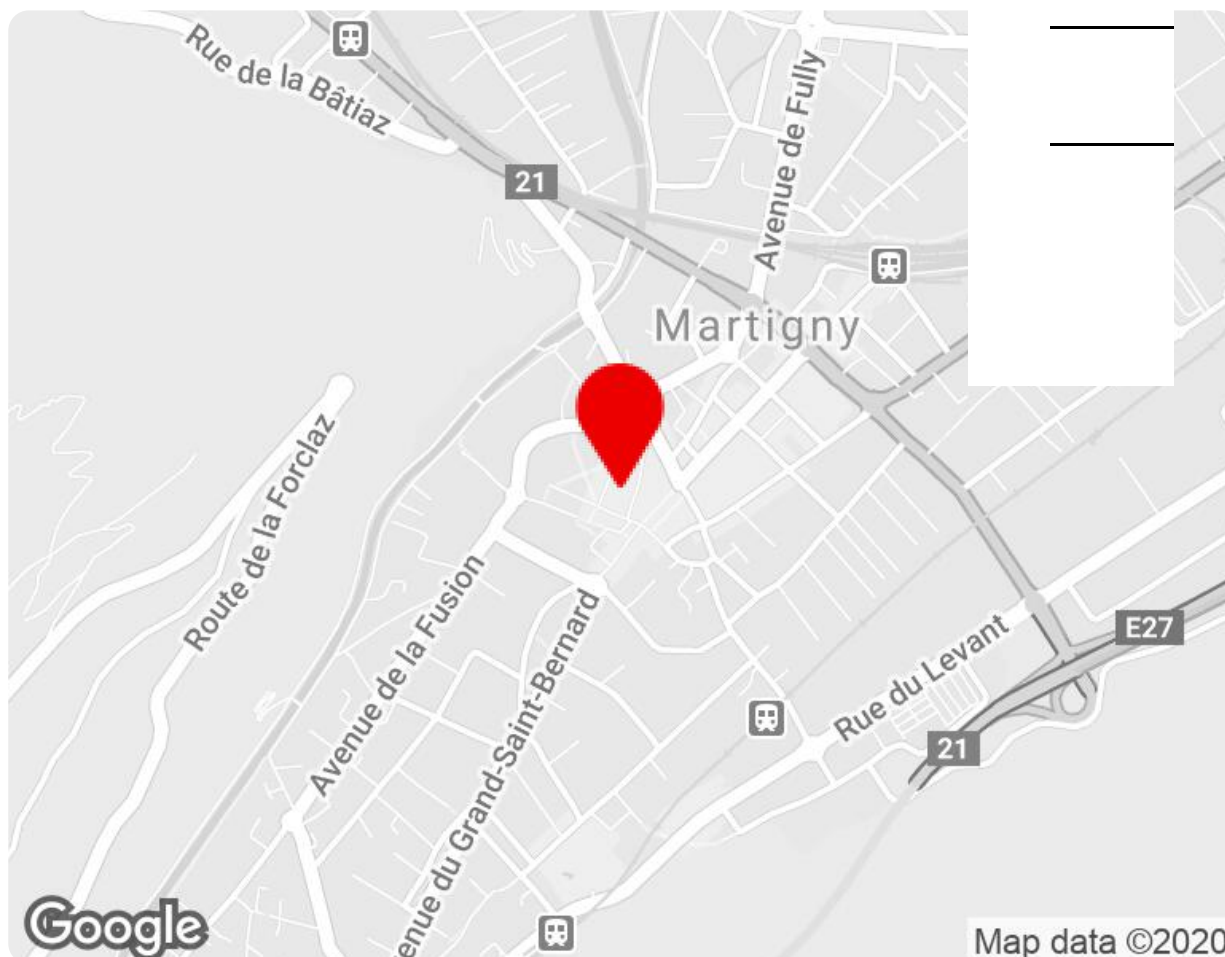 Rue de la Bâtiaz
21
Avenue de Fully
Martigny
Route de la Forclaz
Avenue de la Fusion
enue du Grand-Saint-Bernard
Rue du Levant
E27
21
Google
Map data ©2020